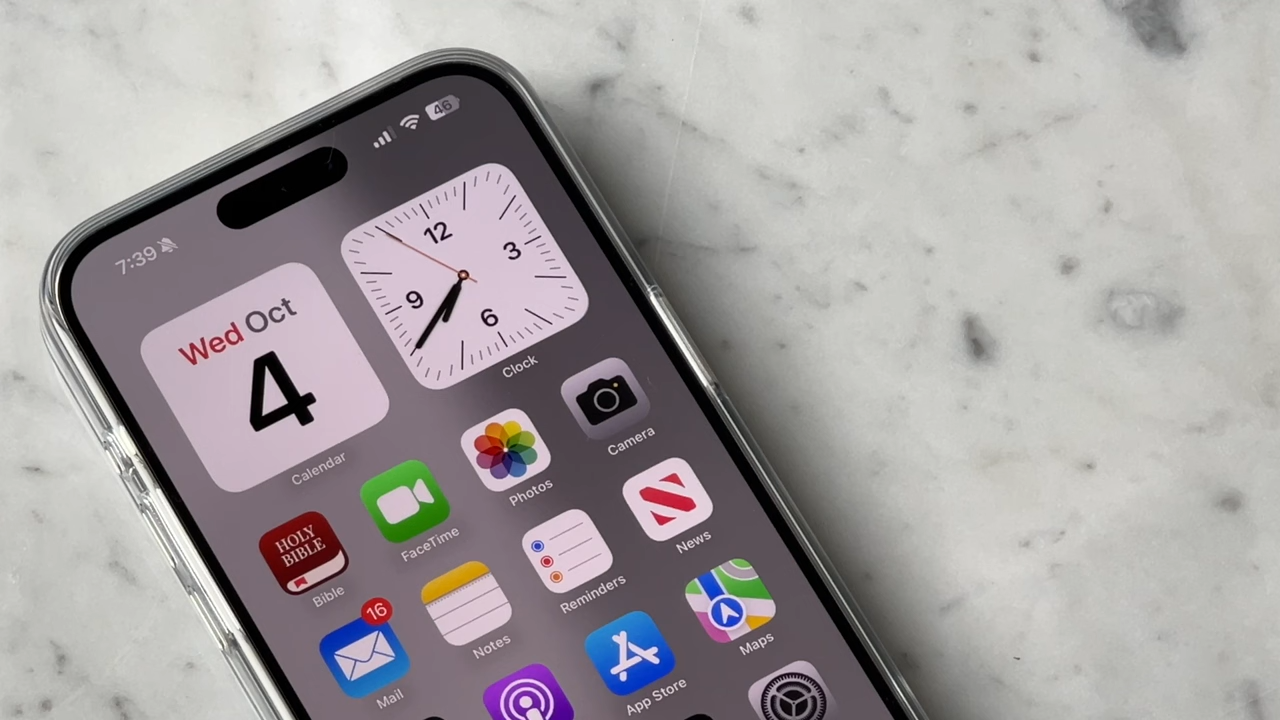 7:39
46
Wed Oct
4
Calendar
12
3
9
6
Clock
HOLY
BIBLE
Bible
FaceTime
Photos
Camera
16
Mail
Notes
Reminders
News
App Store
Maps